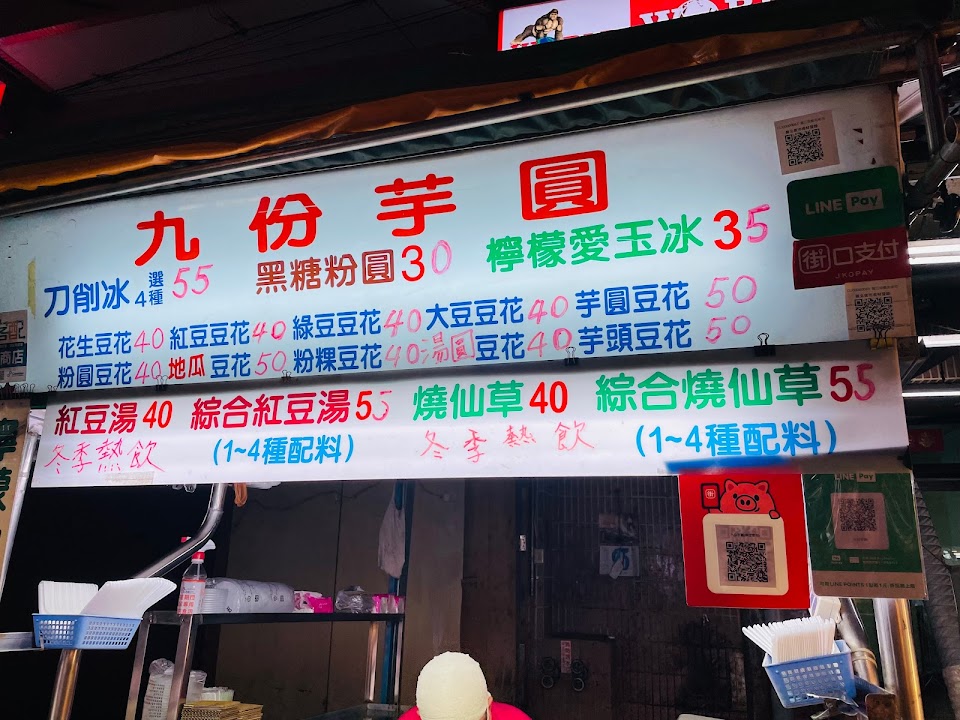 九份芋圓
刀削冰 選4種 55 黑糖粉圓30 檸檬愛玉冰35
花生豆花40 紅豆豆花40 綠豆豆花40 大豆豆花40 芋圓豆花 50
粉圓豆花40 地瓜豆花50 粉粿豆花40 湯圓豆花40 芋頭豆花 50
紅豆湯40 綜合紅豆湯55 燒仙草40 綜合燒仙草55
冬季熱飲 (1~4種配料) 冬季熱飲 (1~4種配料)
LINE Pay
街口支付
JKOPAY
LINE Pay